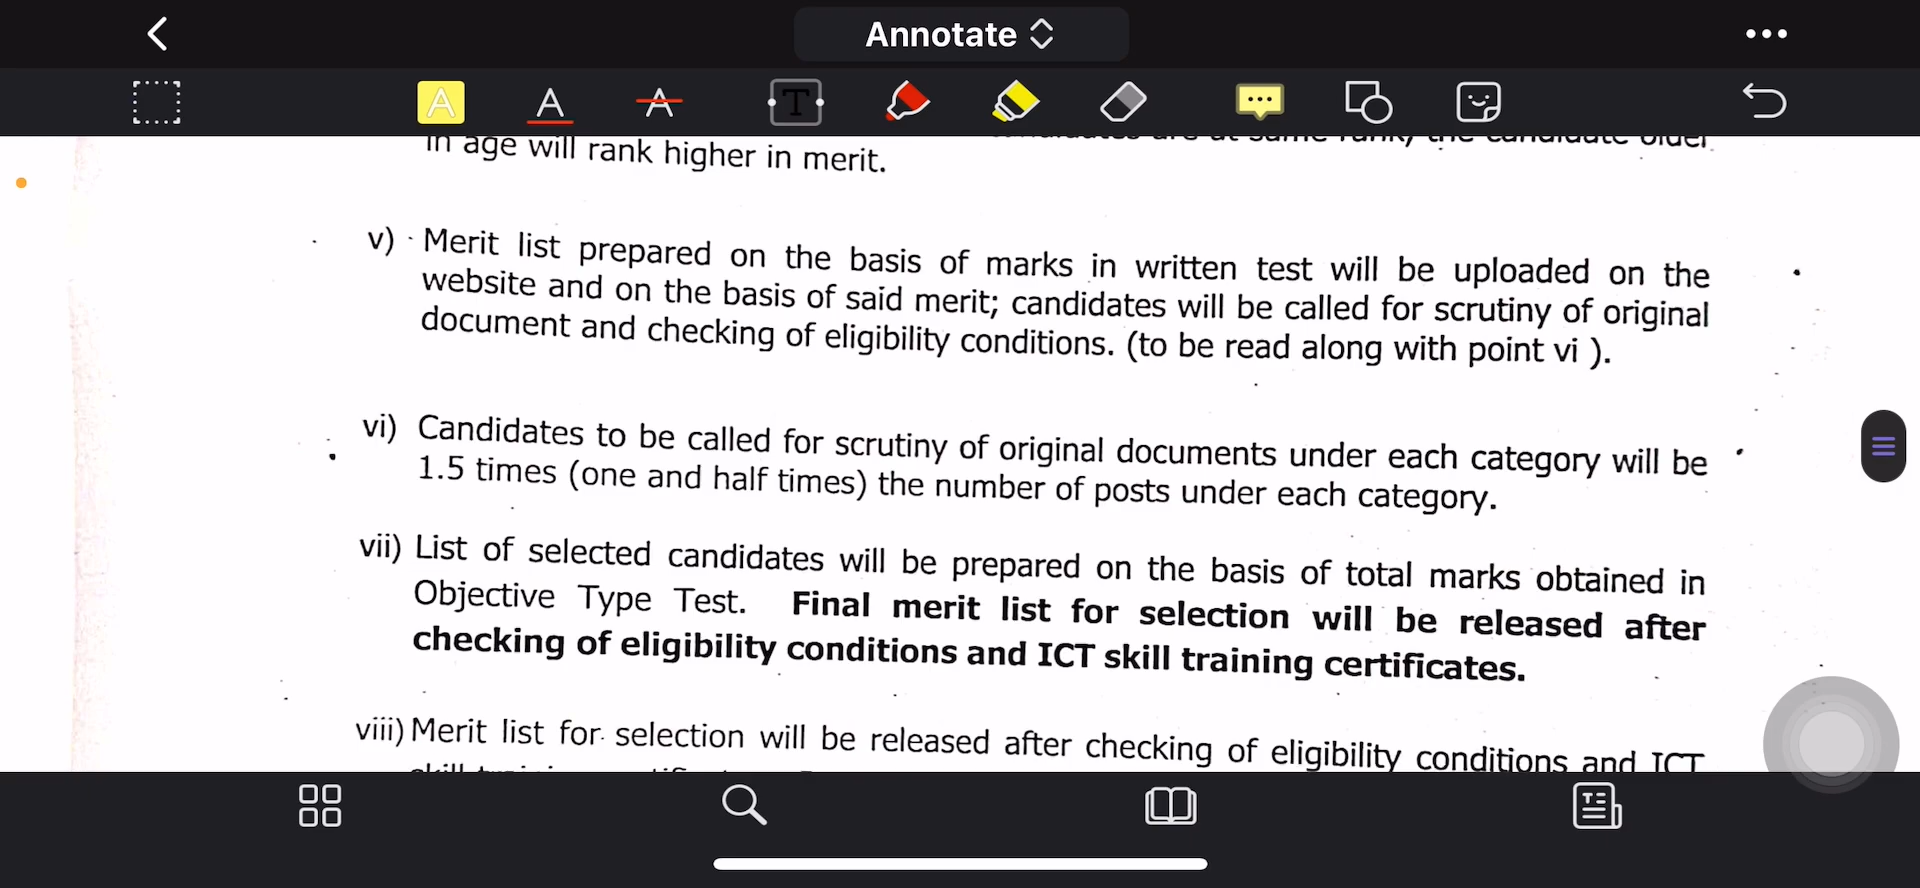 Annotate
A
A
A
T
in age will rank higher in merit.
v) Merit list prepared on the basis of marks in written test will be uploaded on the
website and on the basis of said merit; candidates will be called for scrutiny of original
document and checking of eligibility conditions. (to be read along with point vi ).
vi) Candidates to be called for scrutiny of original documents under each category will be
1.5 times (one and half times) the number of posts under each category.
vii) List of selected candidates will be prepared on the basis of total marks obtained in
Objective Type Test. Final merit list for selection will be released after
checking of eligibility conditions and ICT skill training certificates.
viii) Merit list for selection will be released after checking of eligibility conditions and ICT